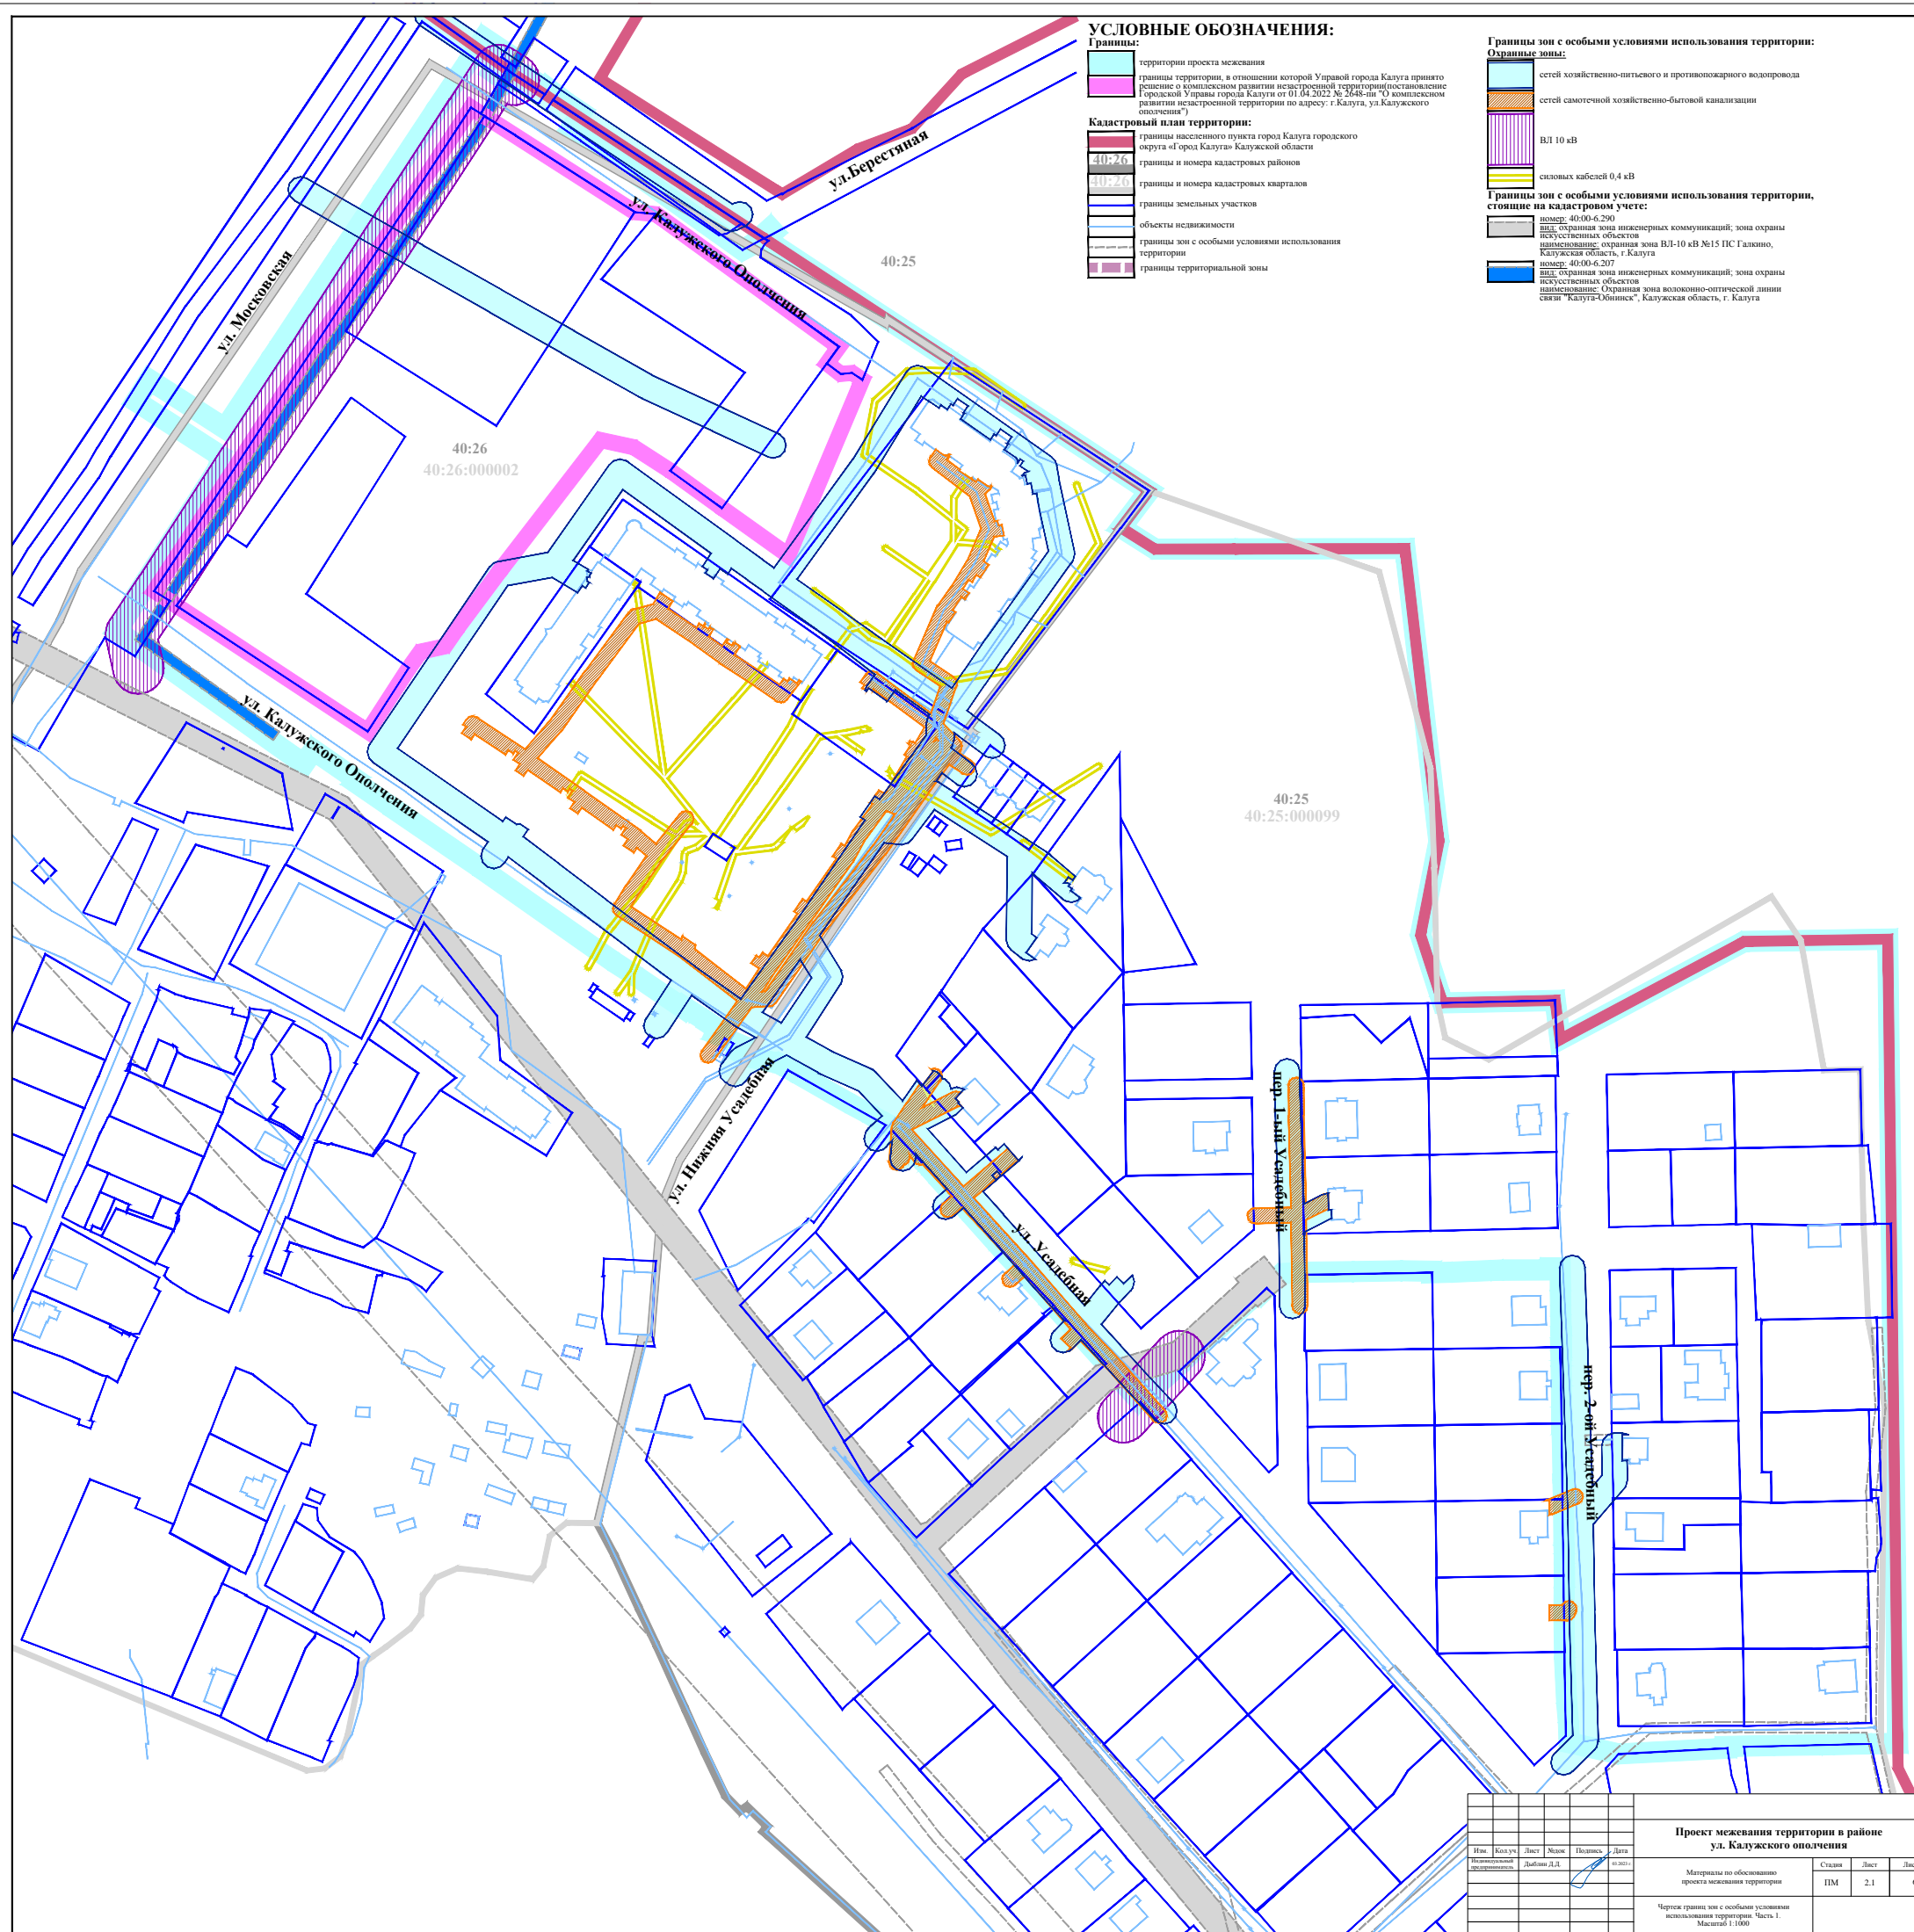 УСЛОВНЫЕ ОБОЗНАЧЕНИЯ:
Границы:
территории проекта межевания
границы территории, в отношении которой Управой города Калуга принято
решение о комплексном развитии незастроенной территории(постановление
Городской Управы города Калуги от 01.04.2022 № 2648-пи "О комплексном
развитии незастроенной территории по адресу: г.Калуга, ул.Калужского
ополчения")
Кадастровый план территории:
границы населенного пункта город Калуга городского
округа «Город Калуга» Калужской области
40:26
границы и номера кадастровых районов
40:26
границы и номера кадастровых кварталов
границы земельных участков
объекты недвижимости
границы зон с особыми условиями использования
территории
границы территориальной зоны
Границы зон с особыми условиями использования территории:
Охранные зоны:
сетей хозяйственно-питьевого и противопожарного водопровода
сетей самотечной хозяйственно-бытовой канализации
ВЛ 10 кВ
силовых кабелей 0,4 кВ
Границы зон с особыми условиями использования территории,
стоящие на кадастровом учете:
номер: 40:00-6.290
вид: охранная зона инженерных коммуникаций; зона охраны
искусственных объектов
наименование: охранная зона ВЛ-10 кВ №15 ПС Галкино,
Калужская область, г.Калуга
номер: 40:00-6.207
вид: охранная зона инженерных коммуникаций; зона охраны
искусственных объектов
наименование: Охранная зона волоконно-оптической линии
связи "Калуга-Обнинск", Калужская область, г. Калуга
ул.Берестяная
ул. Калужского Ополчения
ул. Московская
40:25
40:26
40:26:000002
ул. Калужского Ополчения
40:25
40:25:000099
ул. Нижняя Усадебная
пер. 1-ый Усадебный
ул. Усадебная
пер. 2-ой Усадебный
Проект межевания территории в районе
ул. Калужского ополчения
Изм. Кол.уч. Лист №док Подпись Дата
Индивидуальный
предприниматель
Дыблин Д.Д.
Материалы по обоснованию
проекта межевания территории
Стадия Лист
ПМ 2.1
Чертеж границ зон с особыми условиями
использования территории. Часть 1.
Масштаб 1:1000